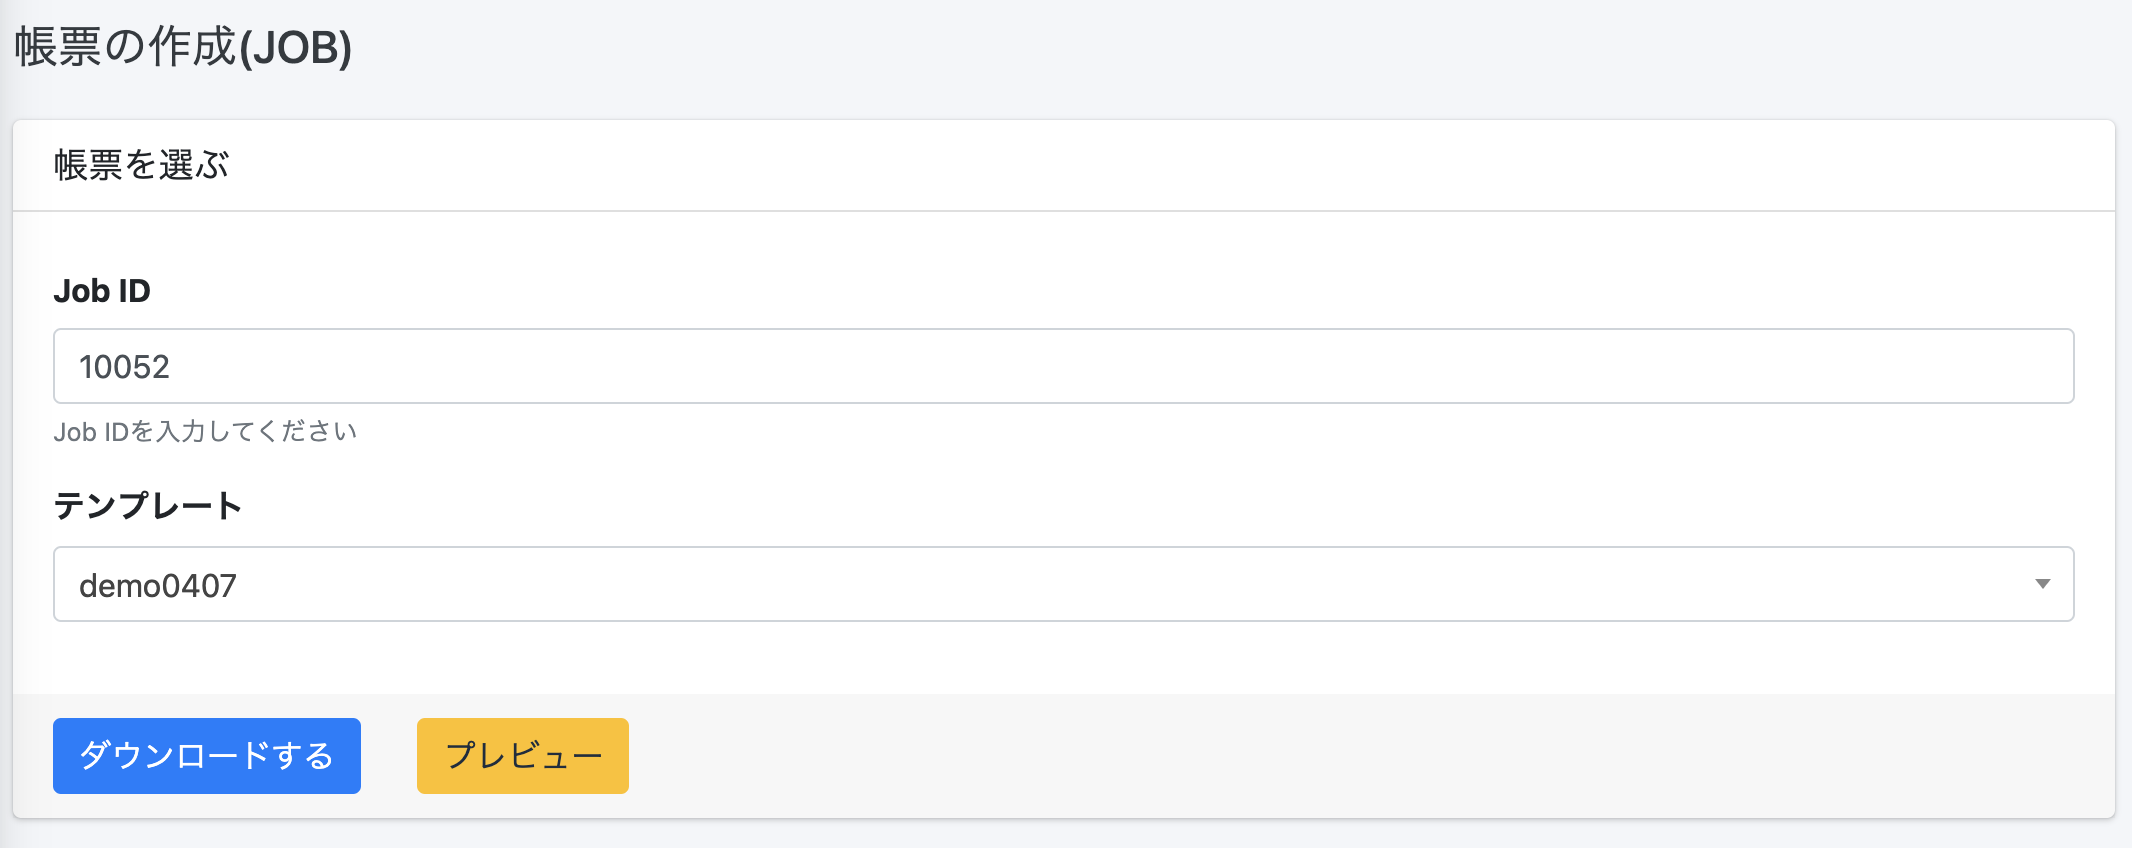 帳票の作成(JOB)
帳票を選ぶ
Job ID
10052
Job IDを入力してください
テンプレート
demo0407
ダウンロードする
プレビュー